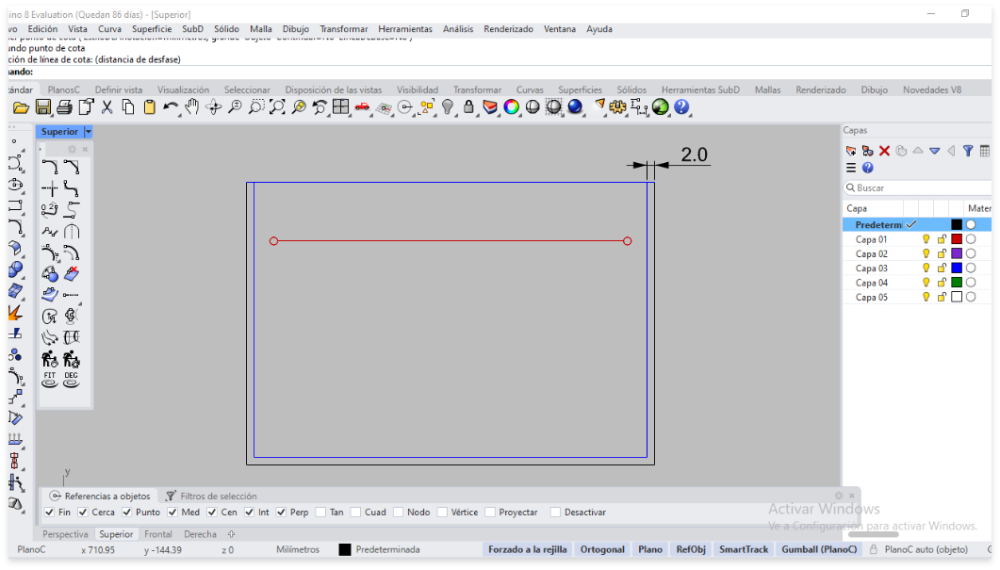 ino 8 Evaluation (Quedan 86 días) - [Superior]
vo Edición Vista Curva Superficie SubD Sólido Malla Dibujo Transformar Herramientas Análisis Renderizado Ventana Ayuda
undo punto de cota
ción de línea de cota: (distancia de desfase)
nando:
ándar PlanosC Definir vista Visualización Seleccionar Disposición de las vistas Visibilidad Transformar Curvas Superficies Sólidos Herramientas SubD Mallas Renderizado Dibujo Novedades V8
Superior
Capas
2.0
Buscar
Capa Mater
Predeterm
Capa 01
Capa 02
Capa 03
Capa 04
Capa 05
FIT DEG
y
Referencias a objetos Filtros de selección
Fin Cerca Punto Med Cen Int Perp Tan Cuad Nodo Vértice Proyectar Desactivar
Activar Windows
Ve a Configuración para activar Windows.
Perspectiva Superior Frontal Derecha
PlanoC x 710.95 y -144.39 z 0 Milímetros Predeterminada Forzado a la rejilla Ortogonal Plano RefObj SmartTrack Gumball (PlanoC) PlanoC auto (objeto)